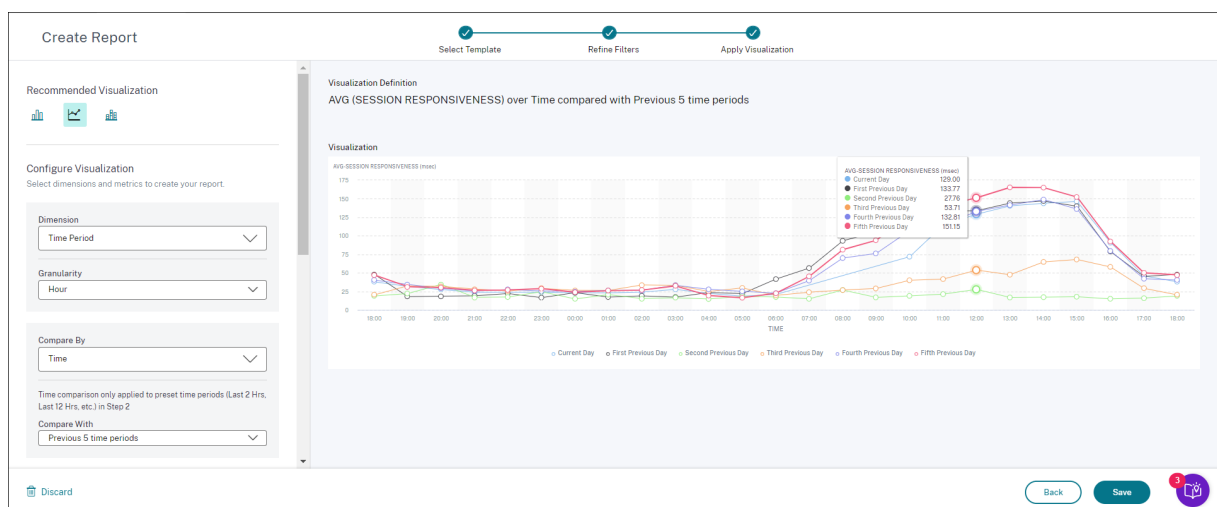 Create Report
Select Template
Refine Filters
Apply Visualization
Recommended Visualization
Configure Visualization
Select dimensions and metrics to create your report.
Dimension
Time Period
Granularity
Hour
Compare By
Time
Time comparison only applied to preset time periods (Last 2 Hrs,
Last 12 Hrs, etc.) in Step 2
Compare With
Previous 5 time periods
Visualization Definition
AVG (SESSION RESPONSIVENESS) over Time compared with Previous 5 time periods
Visualization
AVG-SESSION RESPONSIVENESS (msec)
175
150
125
100
75
50
25
0
AVG-SESSION RESPONSIVENESS (msec)
Current Day 129.00
First Previous Day 133.77
Second Previous Day 27.76
Third Previous Day 53.71
Fourth Previous Day 132.81
Fifth Previous Day 151.15
18:00 19:00 20:00 21:00 22:00 23:00 00:00 01:00 02:00 03:00 04:00 05:00 06:00 07:00 08:00 09:00 10:00 11:00 12:00 13:00 14:00 15:00 16:00 17:00 18:00
TIME
Current Day First Previous Day Second Previous Day Third Previous Day Fourth Previous Day Fifth Previous Day
Discard
Back
Save
3